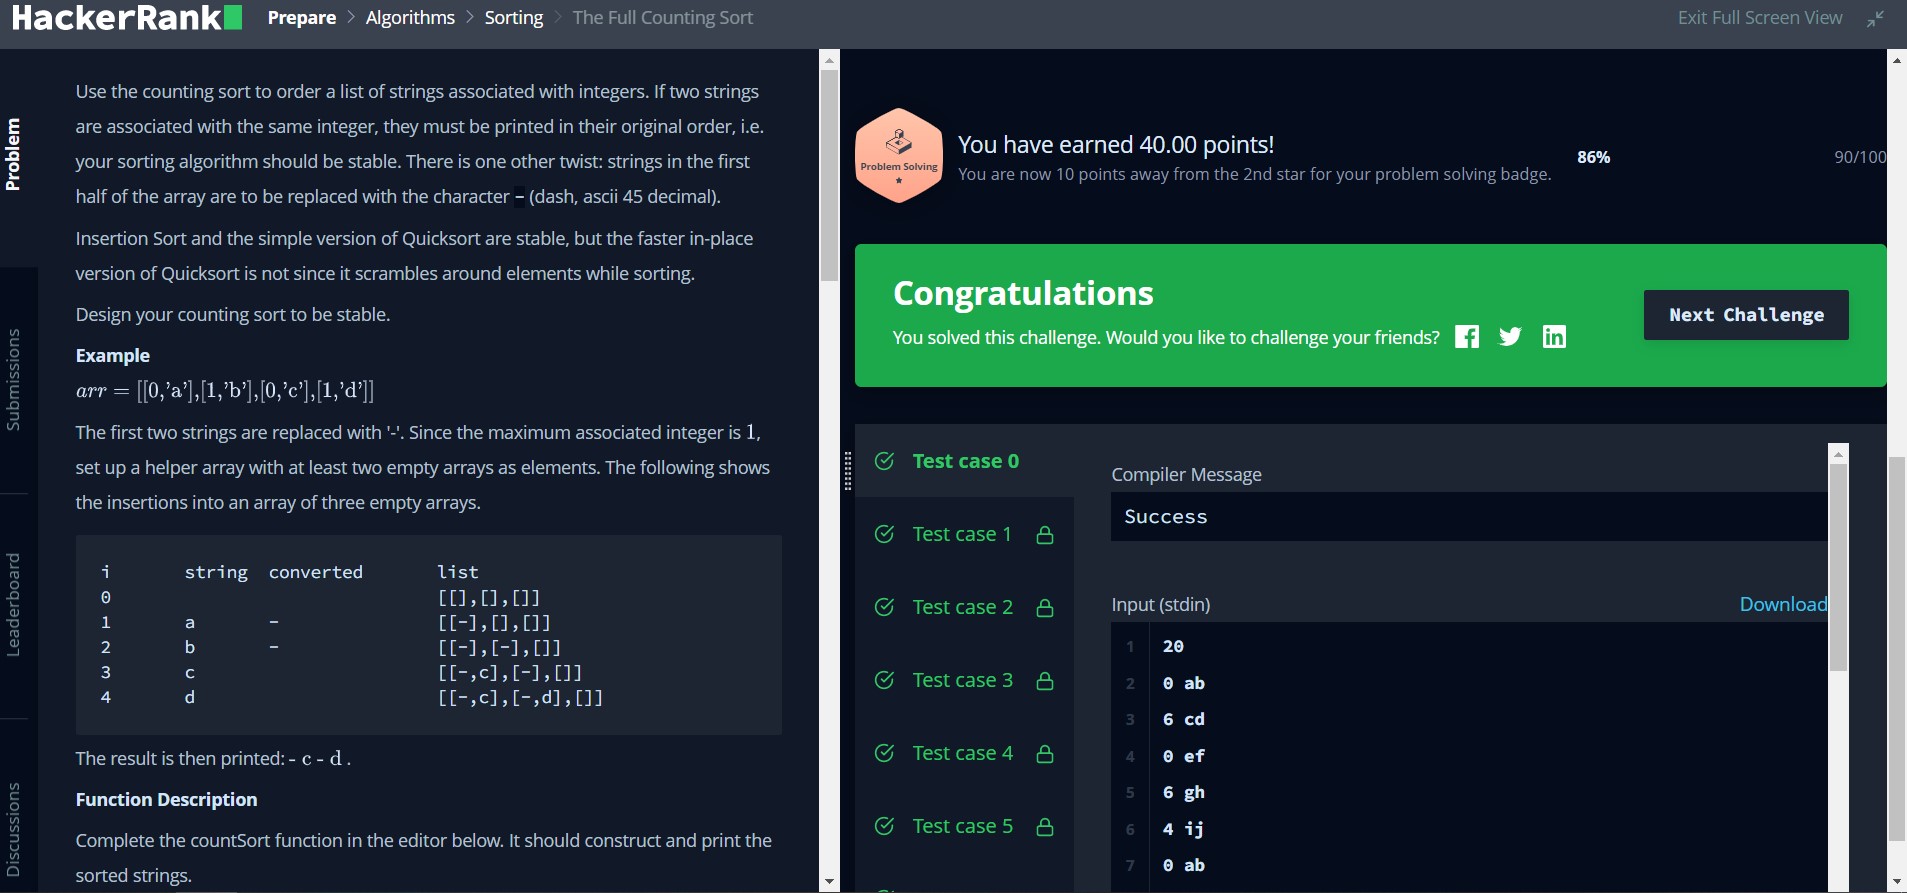 HackerRank Prepare > Algorithms > Sorting > The Full Counting Sort Exit Full Screen View
Problem
Submissions
Leaderboard
Discussions
Use the counting sort to order a list of strings associated with integers. If two strings
are associated with the same integer, they must be printed in their original order, i.e.
your sorting algorithm should be stable. There is one other twist: strings in the first
half of the array are to be replaced with the character - (dash, ascii 45 decimal).
Insertion Sort and the simple version of Quicksort are stable, but the faster in-place
version of Quicksort is not since it scrambles around elements while sorting.
Design your counting sort to be stable.
Example
arr = [[0,'a'],[1,'b'],[0,'c'],[1,'d']]
The first two strings are replaced with '-'. Since the maximum associated integer is 1,
set up a helper array with at least two empty arrays as elements. The following shows
the insertions into an array of three empty arrays.
i string converted list
0 [[],[],[]]
1 a - [[-],[],[]]
2 b - [[-],[-],[]]
3 c [[-,c],[-],[]]
4 d [[-,c],[-,d],[]]
The result is then printed: - c - d .
Function Description
Complete the countSort function in the editor below. It should construct and print the
sorted strings.
Problem Solving
You have earned 40.00 points!
You are now 10 points away from the 2nd star for your problem solving badge.
86%
90/100
Congratulations
You solved this challenge. Would you like to challenge your friends?
Next Challenge
Test case 0
Test case 1
Test case 2
Test case 3
Test case 4
Test case 5
Compiler Message
Success
Input (stdin) Download
1 20
2 0 ab
3 6 cd
4 0 ef
5 6 gh
6 4 ij
7 0 ab